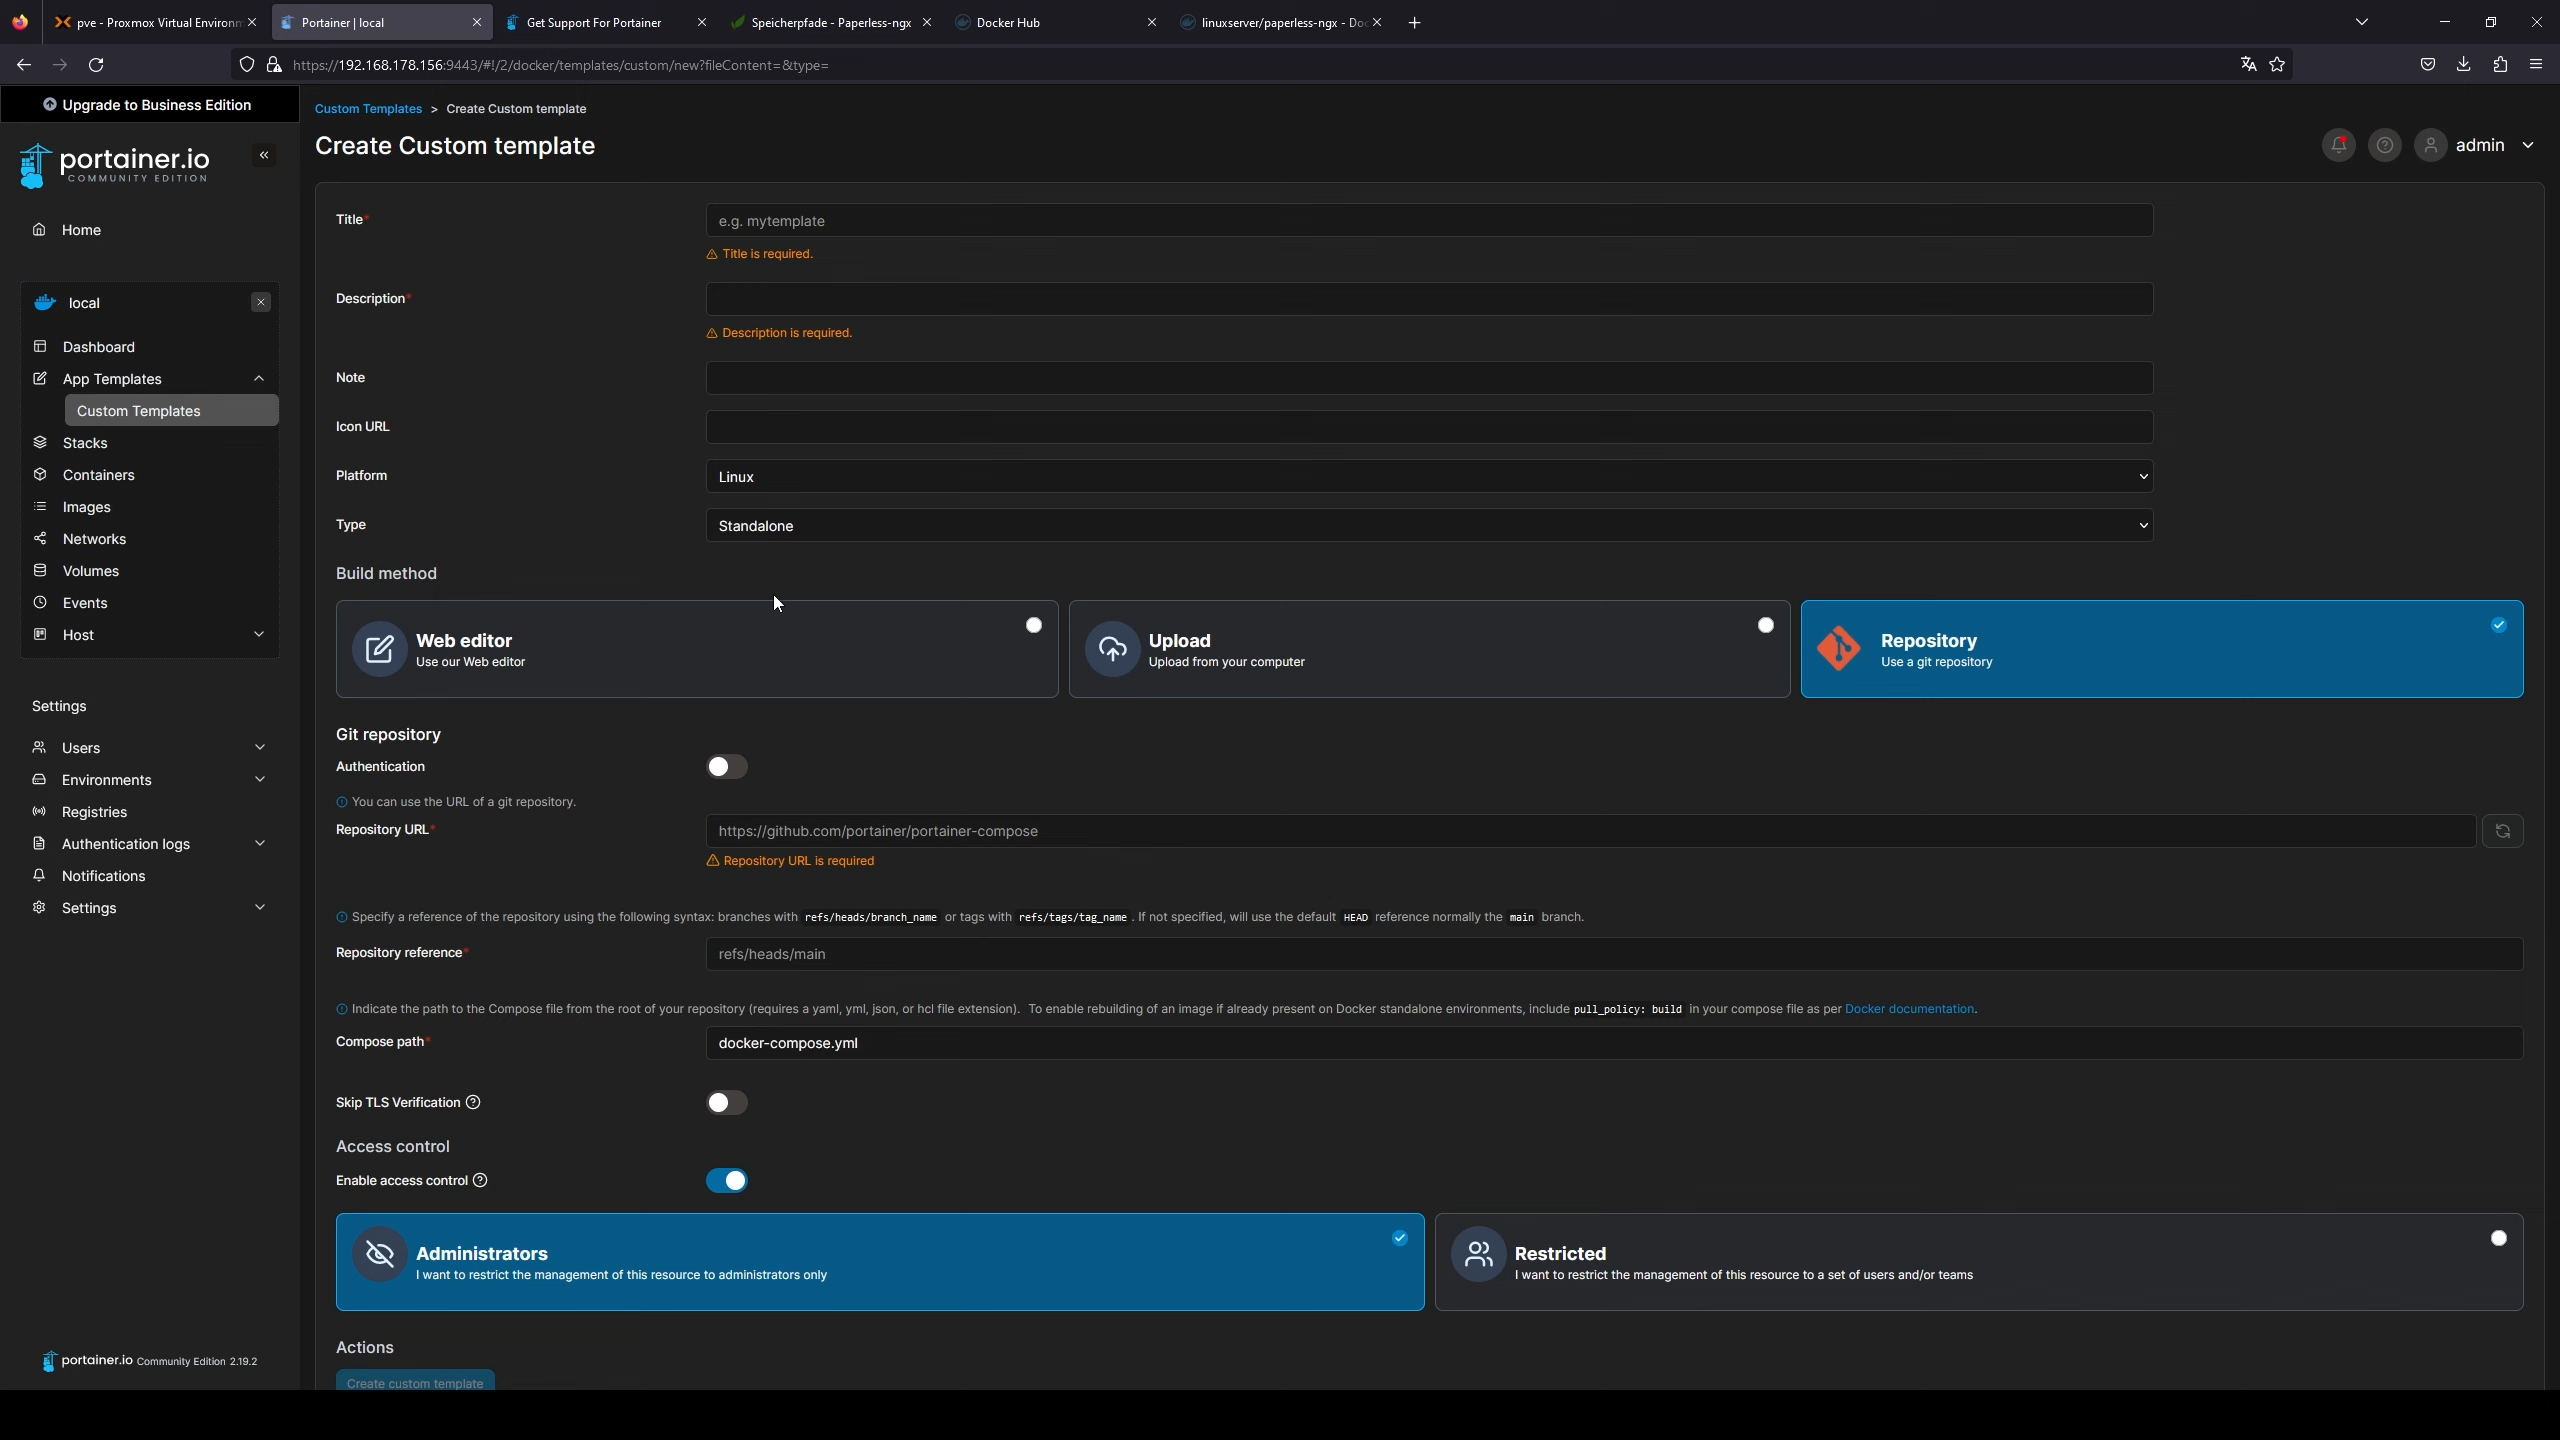 pve - Proxmox Virtual Environm
Portainer | local
Get Support For Portainer
Speicherpfade - Paperless-ngx
Docker Hub
linuxserver/paperless-ngx - Doc
https://192.168.178.156:9443/#!/2/docker/templates/custom/new?fileContent=&type=
Upgrade to Business Edition
portainer.io
COMMUNITY EDITION
Home
local
Dashboard
App Templates
Custom Templates
Stacks
Containers
Images
Networks
Volumes
Events
Host
Settings
Users
Environments
Registries
Authentication logs
Notifications
Settings
portainer.io Community Edition 2.19.2
Custom Templates > Create Custom template
Create Custom template
admin
Title*
e.g. mytemplate
Title is required.
Description*
Description is required.
Note
Icon URL
Platform
Linux
Type
Standalone
Build method
Web editor
Use our Web editor
Upload
Upload from your computer
Repository
Use a git repository
Git repository
Authentication
You can use the URL of a git repository.
Repository URL*
https://github.com/portainer/portainer-compose
Repository URL is required
Specify a reference of the repository using the following syntax: branches with refs/heads/branch_name or tags with refs/tags/tag_name. If not specified, will use the default HEAD reference normally the main branch.
Repository reference*
refs/heads/main
Indicate the path to the Compose file from the root of your repository (requires a yaml, yml, json, or hcl file extension). To enable rebuilding of an image if already present on Docker standalone environments, include pull_policy: build in your compose file as per Docker documentation.
Compose path*
docker-compose.yml
Skip TLS Verification
Access control
Enable access control
Administrators
I want to restrict the management of this resource to administrators only
Restricted
I want to restrict the management of this resource to a set of users and/or teams
Actions
Create custom template